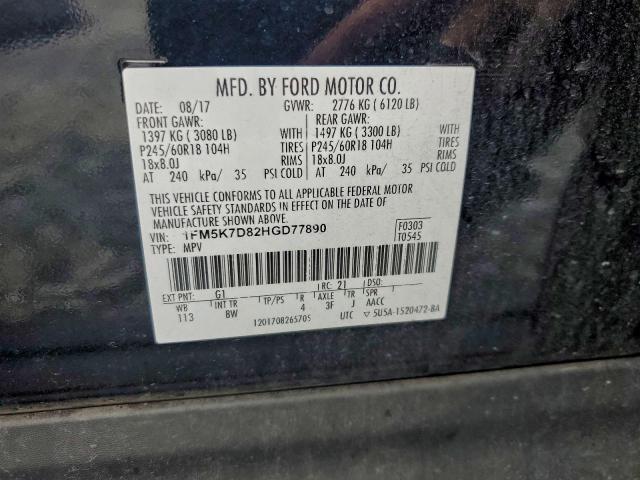 MFD. BY FORD MOTOR CO.
DATE: 08/17 GVWR: 2776 KG ( 6120 LB)
FRONT GAWR: REAR GAWR:
1397 KG ( 3080 LB) WITH 1497 KG ( 3300 LB) WITH
P245/60R18 104H TIRES P245/60R18 104H TIRES
18x8.0J RIMS 18x8.0J RIMS
AT 240 kPa/ 35 PSI COLD AT 240 kPa/ 35 PSI COLD
THIS VEHICLE CONFORMS TO ALL APPLICABLE FEDERAL MOTOR
VEHICLE SAFETY STANDARDS IN EFFECT ON THE DATE OF
MANUFACTURE SHOWN ABOVE.
VIN: 1FM5K7D82HGD77890 F0303
TYPE: MPV T0545
EXT PNT: G1 RC: 21 DSO:
WB INT TR TP/PS R AXLE TR SPR
113 BW 4 3F J AACC
1201708265705 UTC ▽ 5U5A-1520472-BA